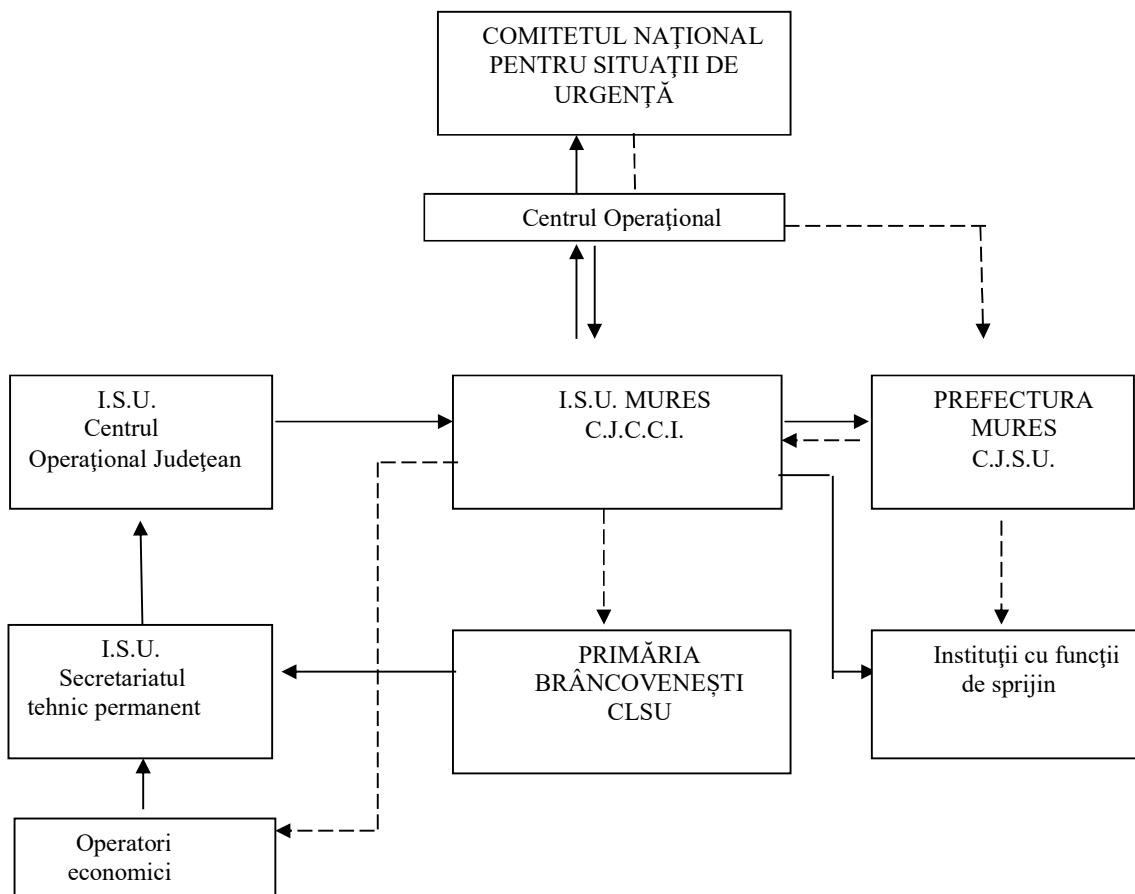 COMITETUL NAŢIONAL
PENTRU SITUAŢII DE
URGENŢĂ
Centrul Operaţional
I.S.U.
Centrul
Operaţional Judeţean
I.S.U. MURES
C.J.C.C.I.
PREFECTURA
MURES
C.J.S.U.
I.S.U.
Secretariatul
tehnic permanent
PRIMĂRIA
BRÂNCOVENEȘTI
CLSU
Instituţii cu funcţii
de sprijin
Operatori
economici